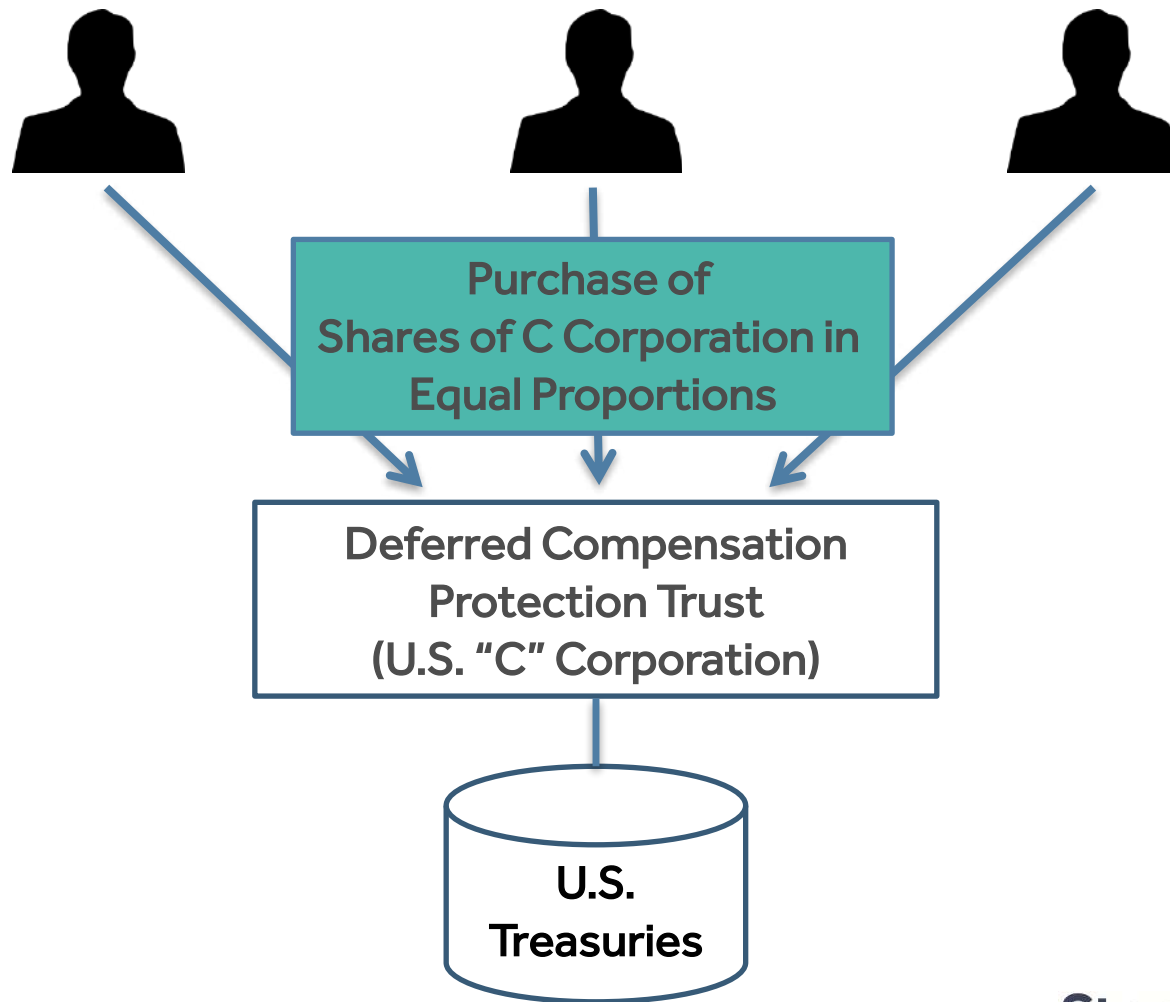 Purchase of
Shares of C Corporation in
Equal Proportions
Deferred Compensation
Protection Trust
(U.S. “C” Corporation)
U.S.
Treasuries